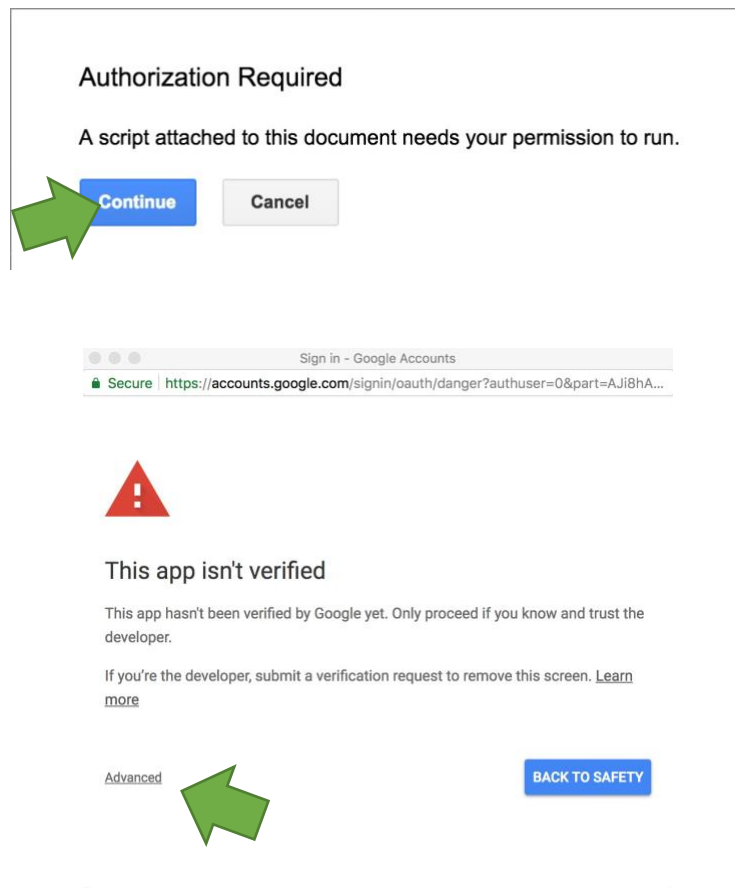 Authorization Required
A script attached to this document needs your permission to run.
Continue Cancel
Sign in - Google Accounts
Secure https://accounts.google.com/signin/oauth/danger?authuser=0&part=AJi8hA...
This app isn't verified
This app hasn't been verified by Google yet. Only proceed if you know and trust the
developer.
If you're the developer, submit a verification request to remove this screen. Learn
more
Advanced BACK TO SAFETY